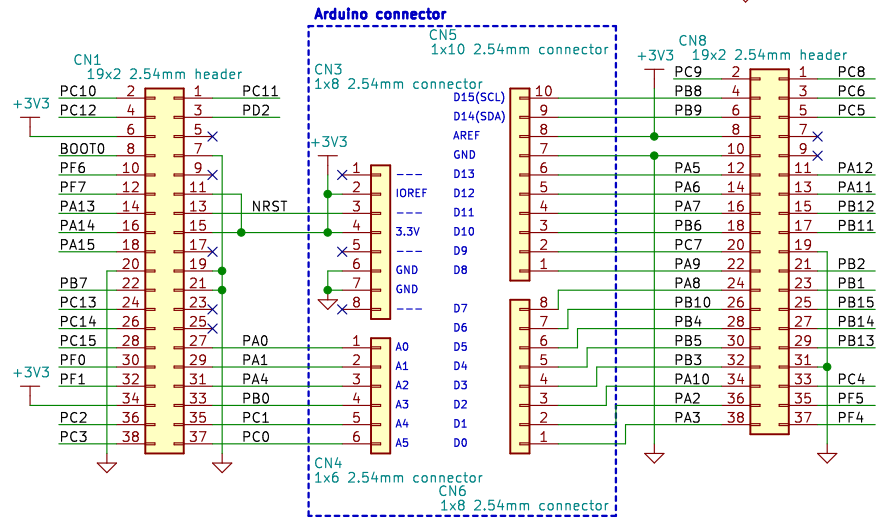 Arduino connector
CN1
19x2 2.54mm header
+3V3
PC10 2 1 PC11
PC12 4 3 PD2
6 5
BOOT0 8 7
PF6 10 9
PF7 12 11
PA13 14 13 NRST
PA14 16 15
PA15 18 17
20 19
PB7 22 21
PC13 24 23
PC14 26 25
PC15 28 27 PA0
PF0 30 29 PA1
+3V3
PF1 32 31 PA4
34 33 PB0
PC2 36 35 PC1
PC3 38 37 PC0
CN3
1x8 2.54mm connector
+3V3
1 ---
2 IOREF
3 ---
4 3.3V
5 ---
6 GND
7 GND
8 ---
1 A0
2 A1
3 A2
4 A3
5 A4
6 A5
CN4
1x6 2.54mm connector
CN5
1x10 2.54mm connector
D15(SCL) 10
D14(SDA) 9
AREF 8
GND 7
D13 6
D12 5
D11 4
D10 3
D9 2
D8 1
D7 8
D6 7
D5 6
D4 5
D3 4
D2 3
D1 2
D0 1
CN6
1x8 2.54mm connector
+3V3
CN8
19x2 2.54mm header
PC9 2 1 PC8
PB8 4 3 PC6
PB9 6 5 PC5
8 7
10 9
PA5 12 11 PA12
PA6 14 13 PA11
PA7 16 15 PB12
PB6 18 17 PB11
PC7 20 19
PA9 22 21 PB2
PA8 24 23 PB1
PB10 26 25 PB15
PB4 28 27 PB14
PB5 30 29 PB13
PB3 32 31
PA10 34 33 PC4
PA2 36 35 PF5
PA3 38 37 PF4